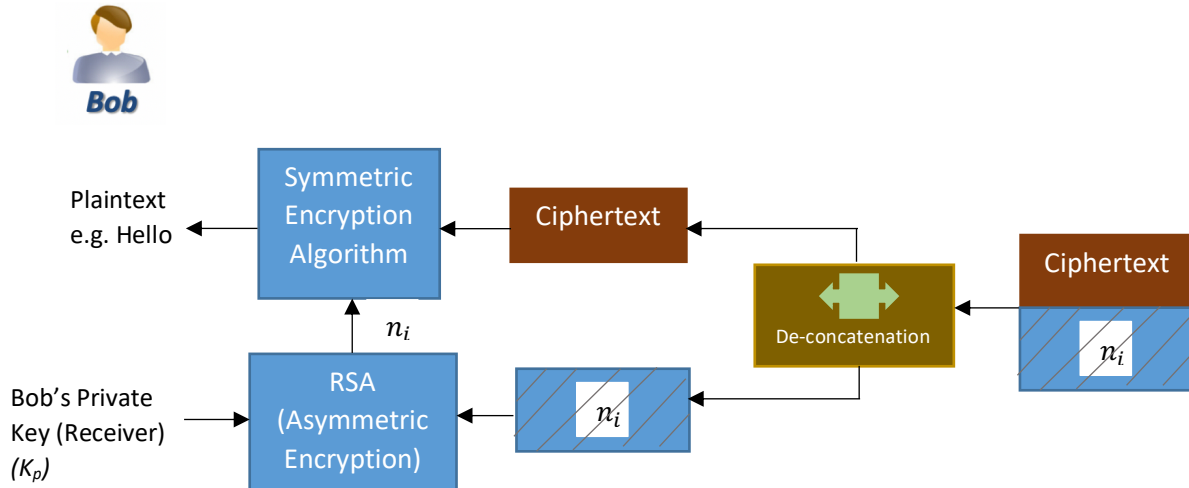 Bob
Symmetric
Encryption
Algorithm
Plaintext
e.g. Hello
Ciphertext
Ciphertext
De-concatenation
nᵢ
nᵢ
RSA
(Asymmetric
Encryption)
nᵢ
Bob’s Private
Key (Receiver)
(Kₚ)